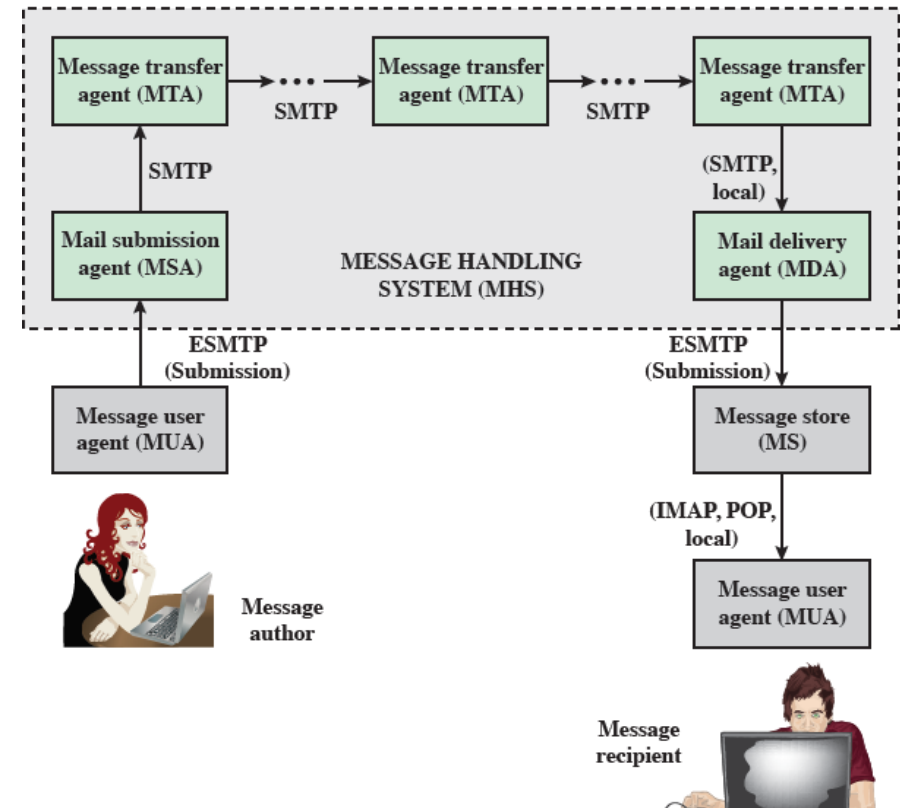 Message transfer
agent (MTA)
SMTP
Message transfer
agent (MTA)
SMTP
Message transfer
agent (MTA)
SMTP
(SMTP,
local)
Mail submission
agent (MSA)
MESSAGE HANDLING
SYSTEM (MHS)
Mail delivery
agent (MDA)
ESMTP
(Submission)
ESMTP
(Submission)
Message user
agent (MUA)
Message store
(MS)
(IMAP, POP,
local)
Message
author
Message user
agent (MUA)
Message
recipient